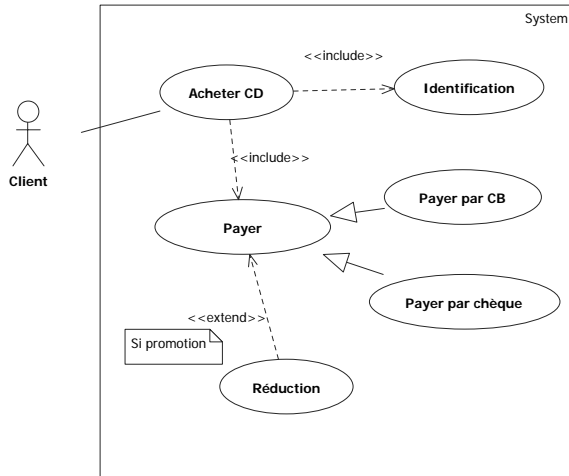 System
<<include>>
Acheter CD
Identification
<<include>>
Client
Payer par CB
Payer
Payer par chèque
<<extend>>
Si promotion
Réduction